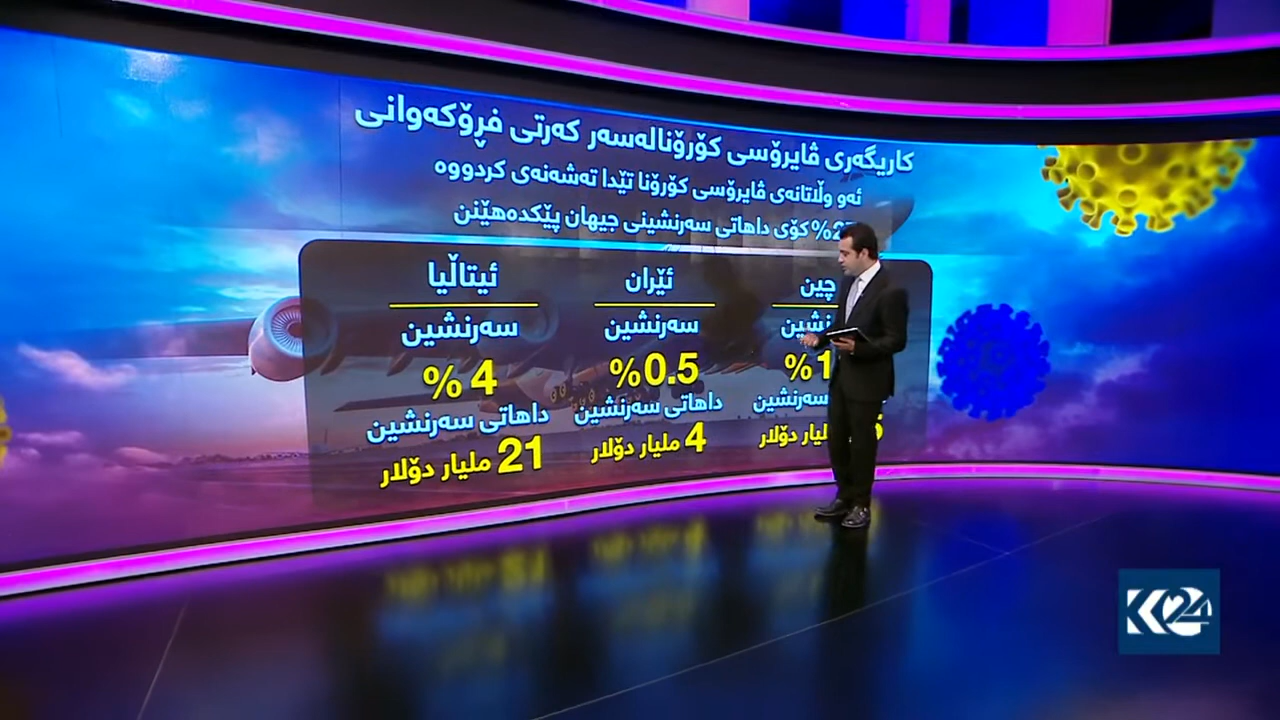 کاریگەری ڤایرۆسی کۆرۆنالەسەر کەرتی فڕۆکەوانی
ئەو وڵاتانەی ڤایرۆسی کۆرۆنا تێدا تەشەنەی کردووە
کۆی داهاتی سەرنشینی جیهان پێکدەهێنن
چین
ئێران
سەرنشین
%0.5
داهاتی سەرنشین
4 ملیار دۆلار
ئیتاڵیا
سەرنشین
% 4
داهاتی سەرنشین
21 ملیار دۆلار
K24